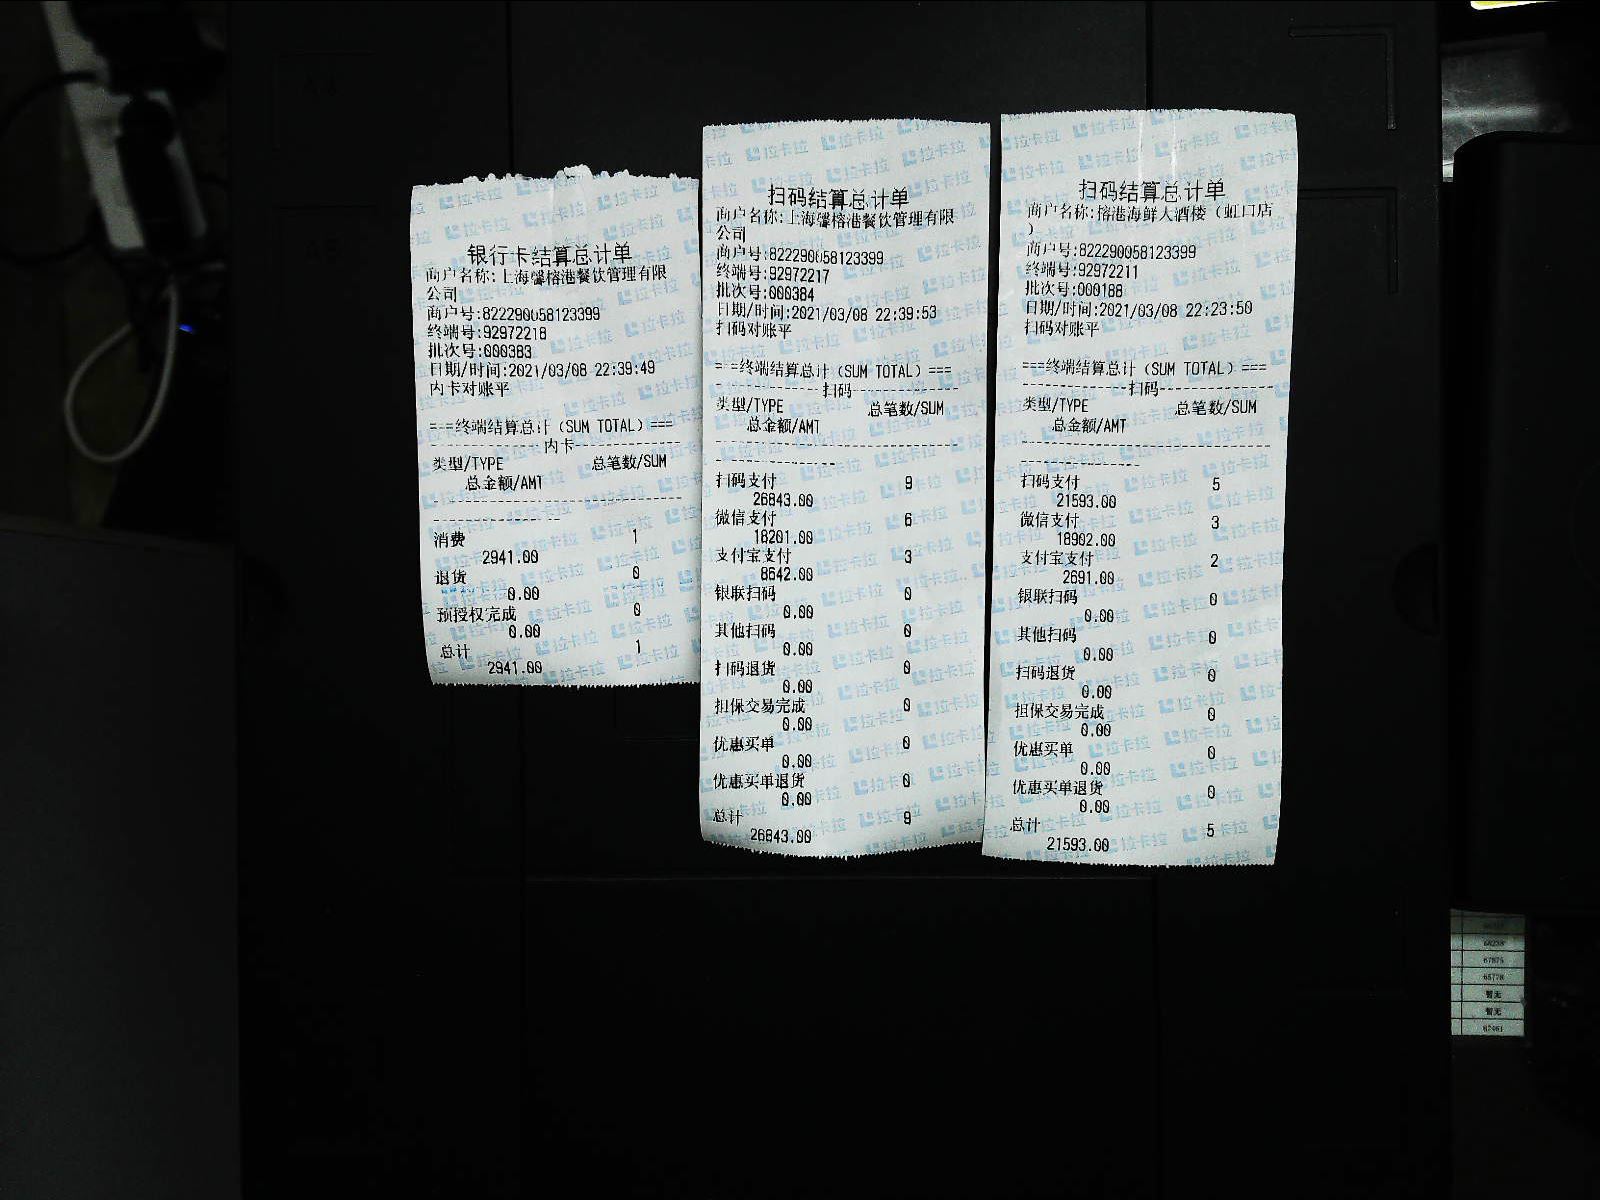 银行卡结算总计单
商户名称:上海馨榕港餐饮管理有限
公司
商户号:822290058123399
终端号:92972218
批次号:000383
日期/时间:2021/03/08 22:39:49
内卡对账平
===终端结算总计（SUM TOTAL）===
内卡
类型/TYPE 总笔数/SUM
总金额/AMT
消费 1
2941.00
退货 0
0.00
预授权完成 0
0.00
总计 1
2941.00
扫码结算总计单
商户名称:上海馨榕港餐饮管理有限
公司
商户号:822290058123399
终端号:92972217
批次号:000384
日期/时间:2021/03/08 22:39:53
扫码对账平
===终端结算总计（SUM TOTAL）===
扫码
类型/TYPE 总笔数/SUM
总金额/AMT
扫码支付 9
26843.00
微信支付 6
18201.00
支付宝支付 3
8642.00
银联扫码 0
0.00
其他扫码 0
0.00
扫码退货 0
0.00
担保交易完成 0
0.00
优惠买单 0
0.00
优惠买单退货 0
0.00
总计 9
26843.00
扫码结算总计单
商户名称:榕港海鲜大酒楼（虹口店
）
商户号:822290058123399
终端号:92972211
批次号:000188
日期/时间:2021/03/08 22:23:50
扫码对账平
===终端结算总计（SUM TOTAL）===
扫码
类型/TYPE 总笔数/SUM
总金额/AMT
扫码支付 5
21593.00
微信支付 3
18902.00
支付宝支付 2
2691.00
银联扫码 0
0.00
其他扫码 0
0.00
扫码退货 0
0.00
担保交易完成 0
0.00
优惠买单 0
0.00
优惠买单退货 0
0.00
总计 5
21593.00
拉卡拉
67875
65778
暂无
暂无